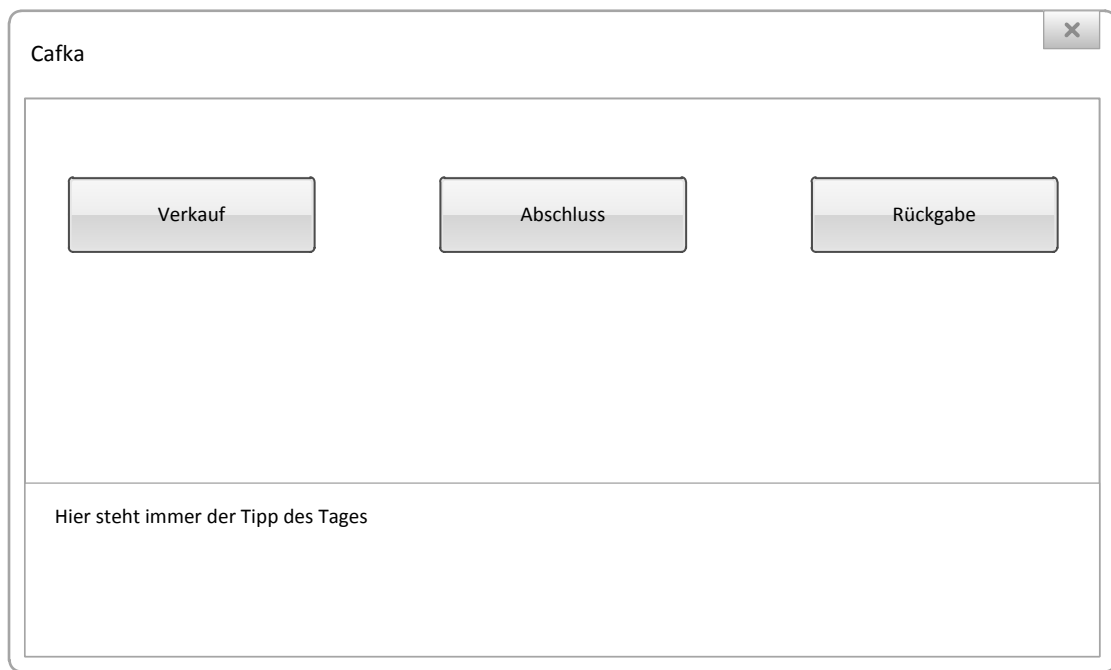 Cafka
Verkauf
Abschluss
Rückgabe
Hier steht immer der Tipp des Tages